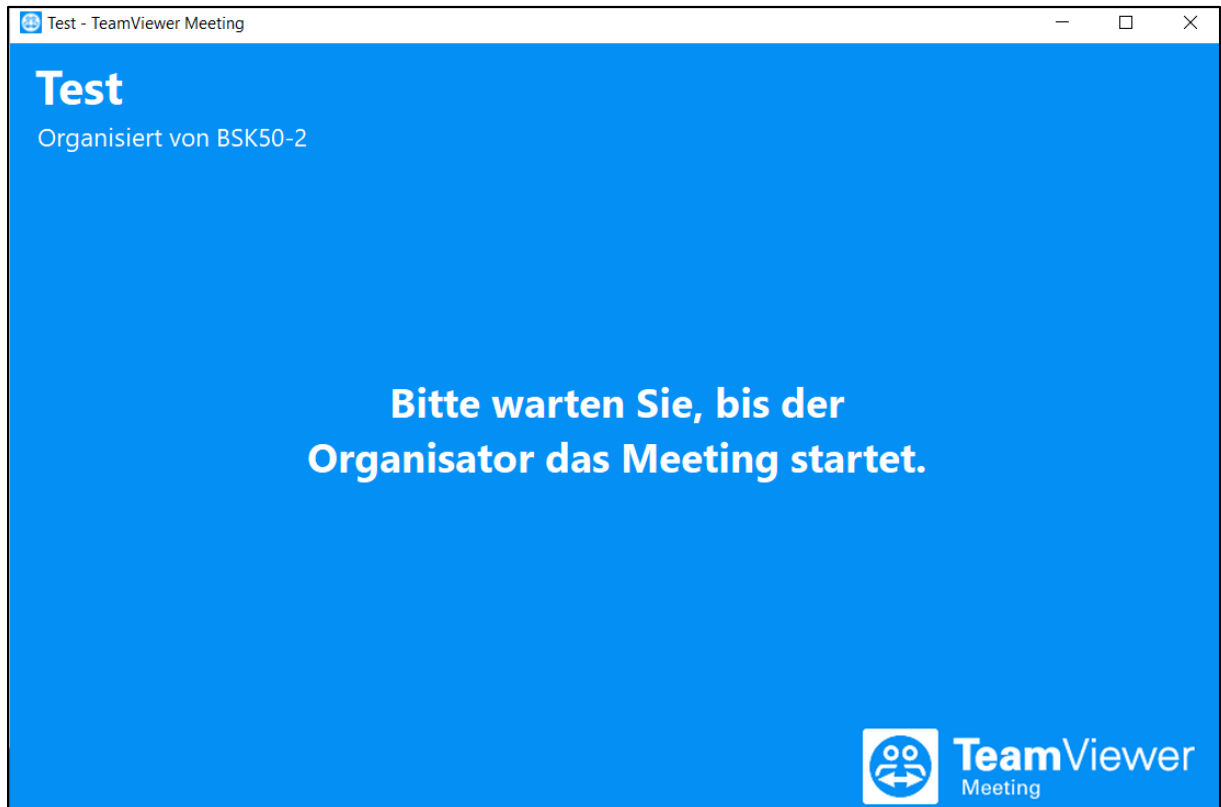 Test - TeamViewer Meeting
Test
Organisiert von BSK50-2
Bitte warten Sie, bis der
Organisator das Meeting startet.
TeamViewer
Meeting